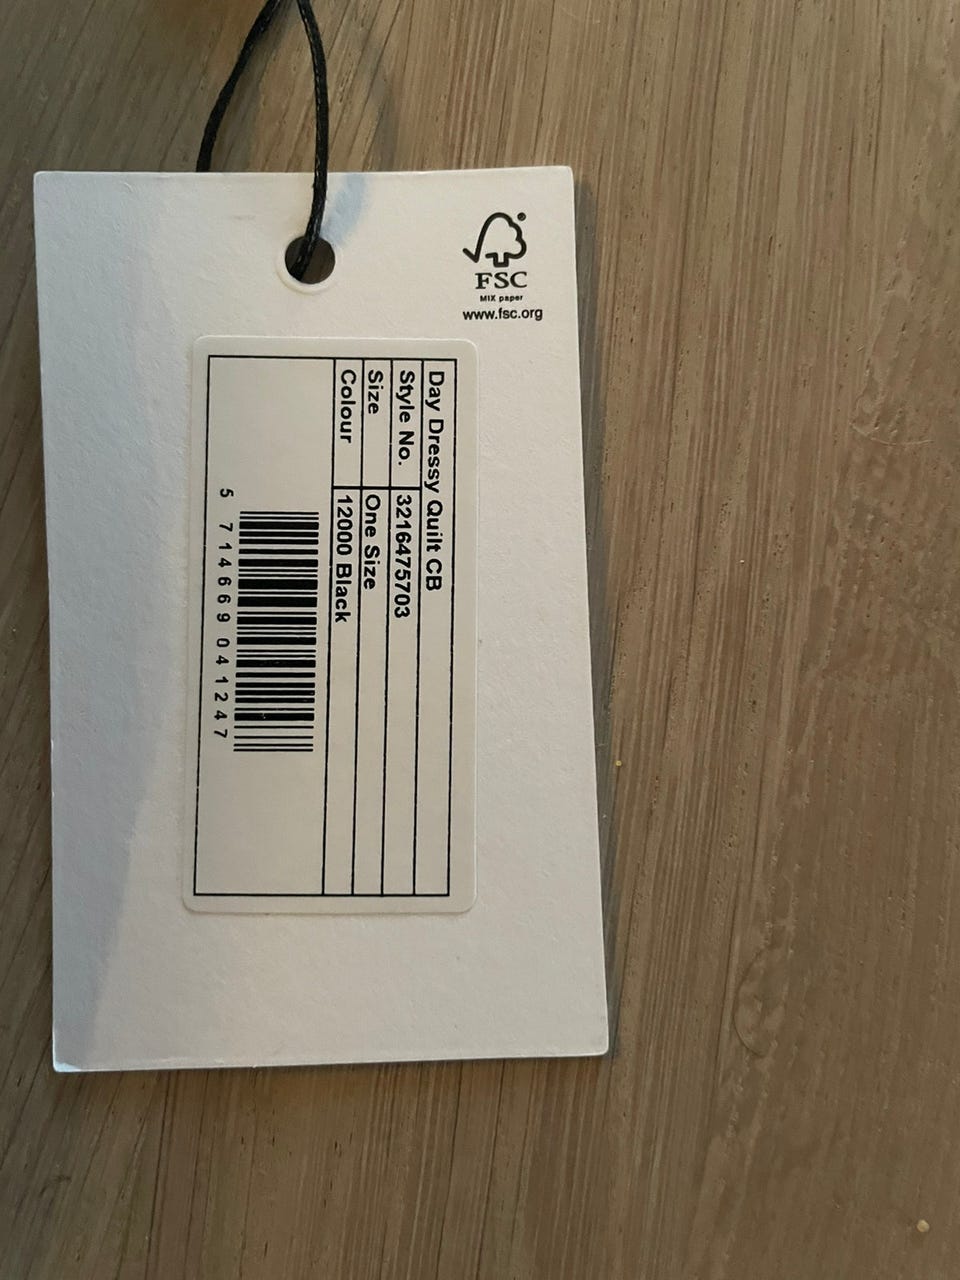 FSC
MIX paper
www.fsc.org
Day Dressy Quilt CB
Style No. 3216475703
Size One Size
Colour 12000 Black
5 714669 041247